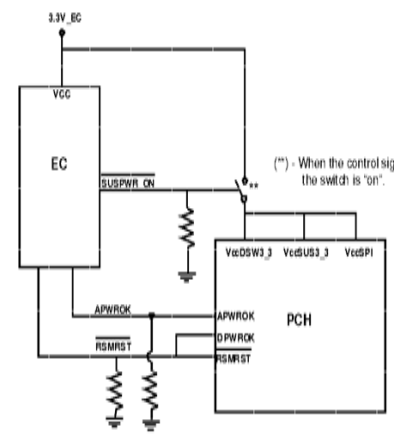 3.3V_EC
VCC
EC
SUSPWR_ON
**
(**) - When the control sig
the switch is "on".
VccDSW3_3 VccSUS3_3 VccSPI
APWROK
APWROK
PCH
DPWROK
RSMRST
RSMRST